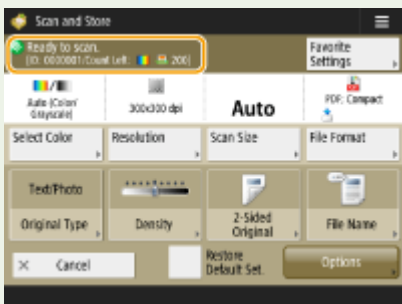 Scan and Store
Ready to scan.
[ID: 0000001/Count Left: 200]
Favorite
Settings
Auto (Color/
Grayscale)
300x300 dpi
Auto
PDF: Compact
Select Color
Resolution
Scan Size
File Format
Text/Photo
Original Type
Density
2-Sided
Original
File Name
× Cancel
Restore
Default Set.
Options